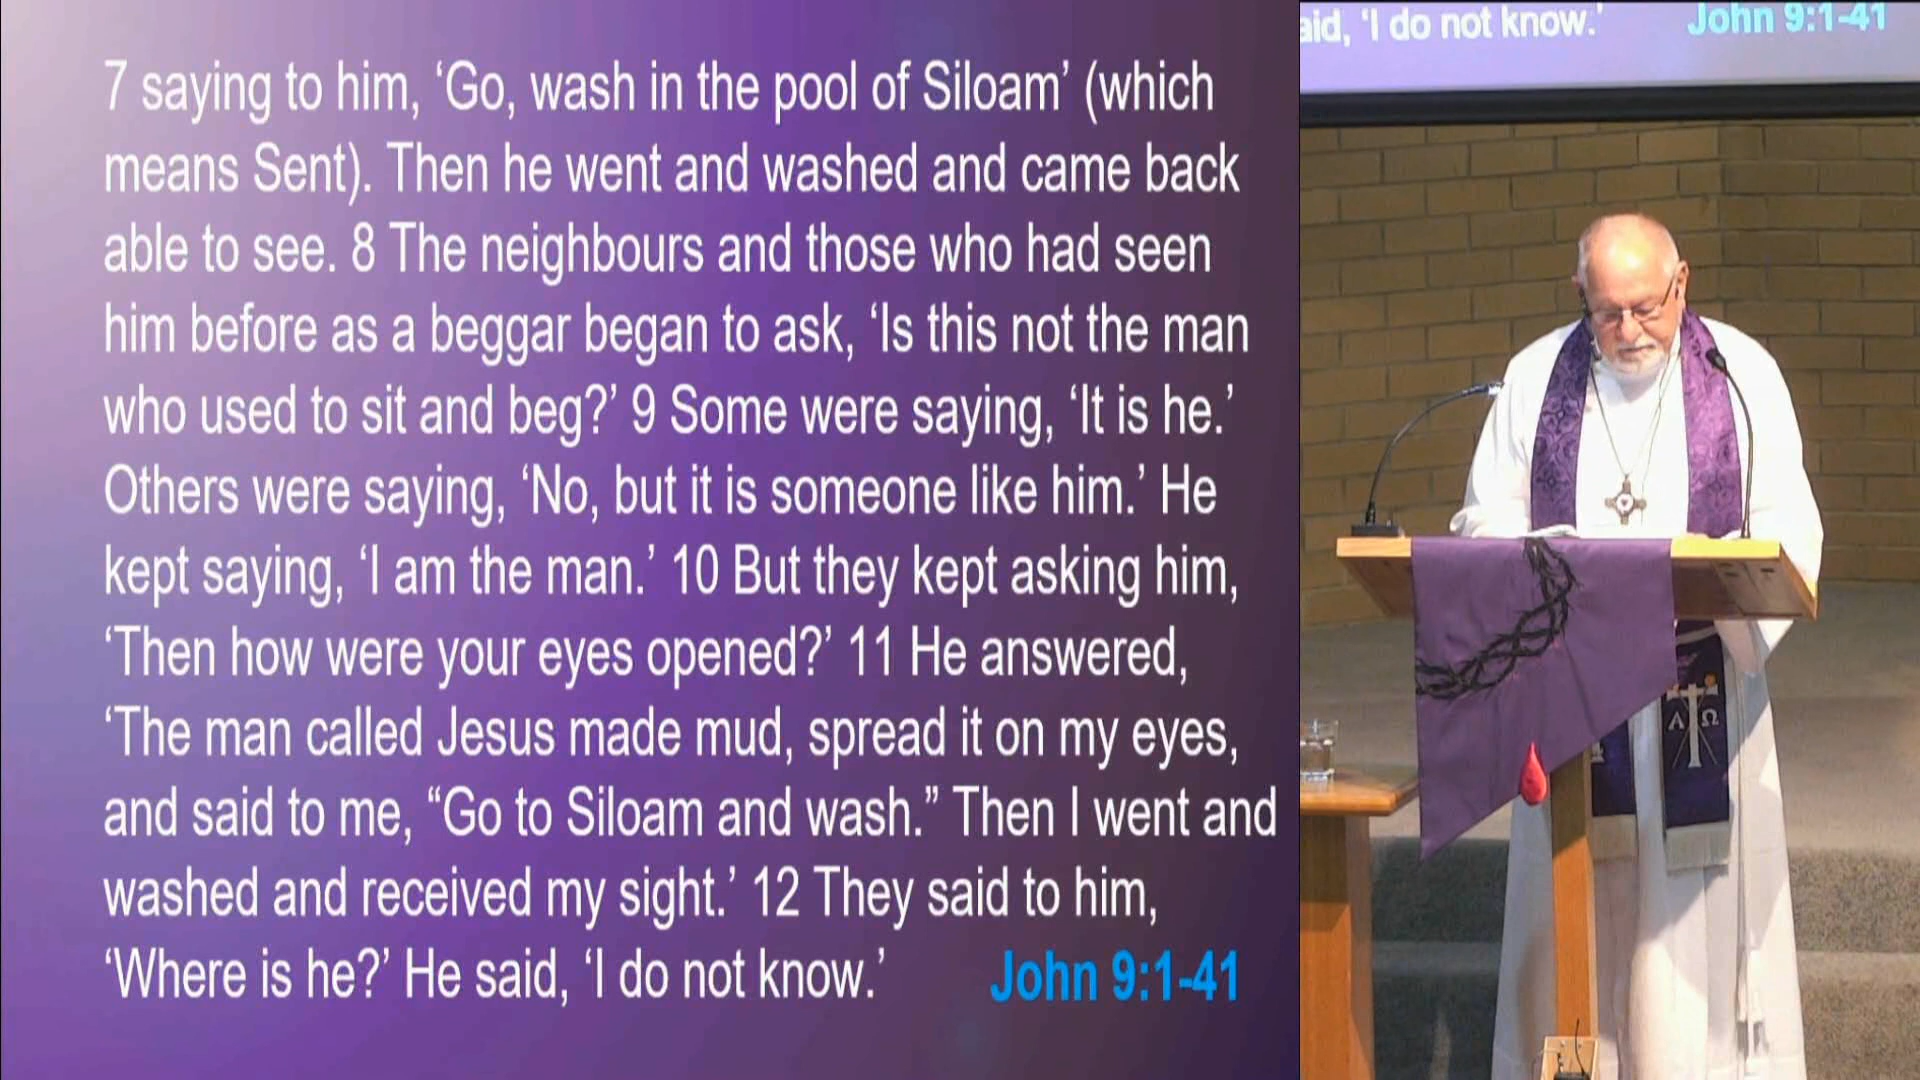 7 saying to him, ‘Go, wash in the pool of Siloam’ (which
means Sent). Then he went and washed and came back
able to see. 8 The neighbours and those who had seen
him before as a beggar began to ask, ‘Is this not the man
who used to sit and beg?’ 9 Some were saying, ‘It is he.’
Others were saying, ‘No, but it is someone like him.’ He
kept saying, ‘I am the man.’ 10 But they kept asking him,
‘Then how were your eyes opened?’ 11 He answered,
‘The man called Jesus made mud, spread it on my eyes,
and said to me, “Go to Siloam and wash.” Then I went and
washed and received my sight.’ 12 They said to him,
‘Where is he?’ He said, ‘I do not know.’ John 9:1-41
aid, ‘I do not know.’ John 9:1-41
Α Ω